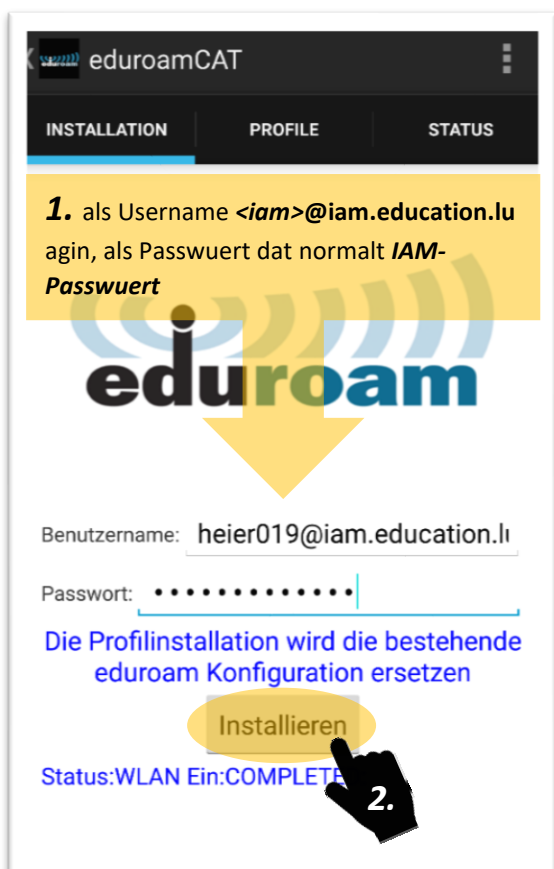 eduroamCAT
INSTALLATION PROFILE STATUS
1. als Username <iam>@iam.education.lu
agin, als Passwuert dat normalt IAM-
Passwuert
eduroam
Benutzername: heier019@iam.education.lu
Passwort: •••••••••••••
Die Profilinstallation wird die bestehende
eduroam Konfiguration ersetzen
Installieren
Status:WLAN Ein:COMPLETE
2.